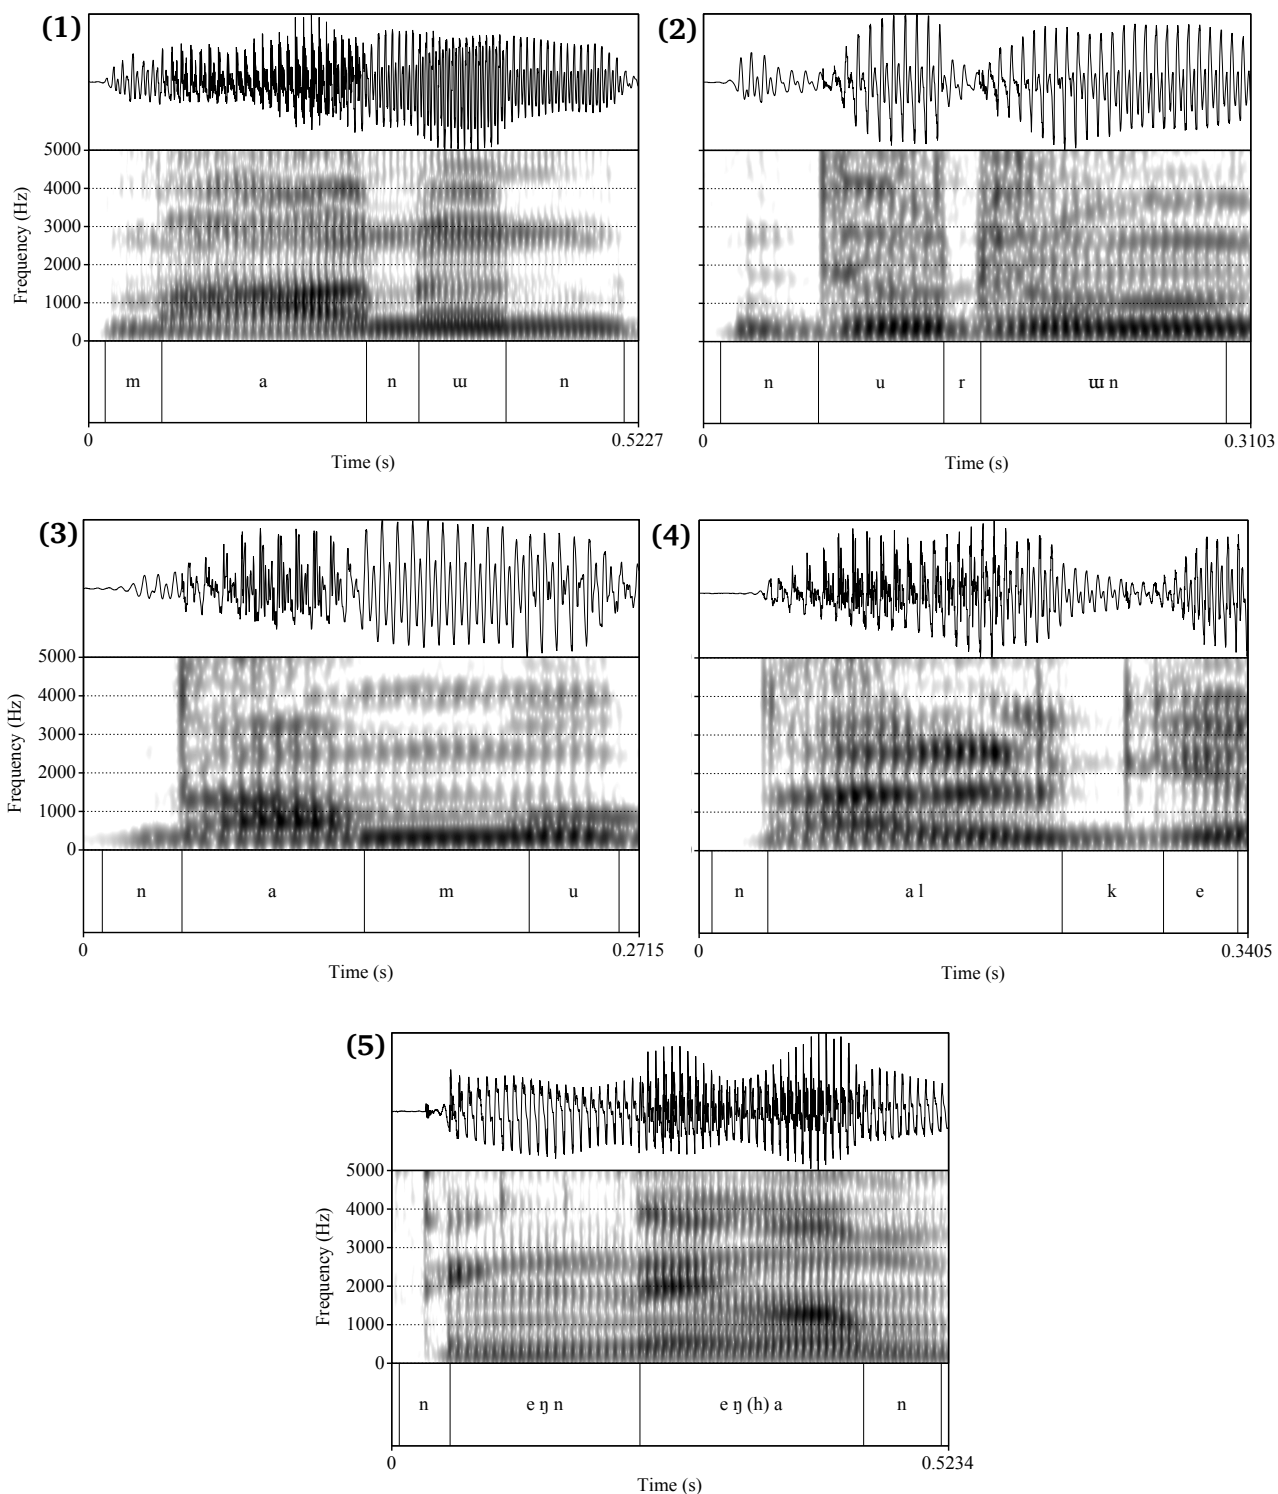 (1)
5000
4000
3000
2000
1000
0
Frequency (Hz)
m a n ɯ n
0 0.5227
Time (s)
(2)
n u r ɯ n
0 0.3103
Time (s)
(3)
5000
4000
3000
2000
1000
0
Frequency (Hz)
n a m u
0 0.2715
Time (s)
(4)
n a l k e
0 0.3405
Time (s)
(5)
5000
4000
3000
2000
1000
0
Frequency (Hz)
n e ŋ n e ŋ (h) a n
0 0.5234
Time (s)